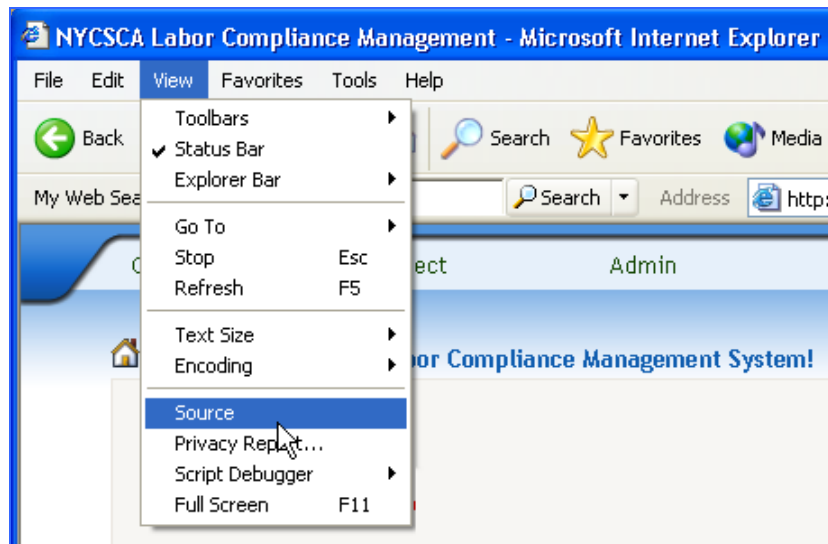 NYCSCA Labor Compliance Management - Microsoft Internet Explorer
File Edit View Favorites Tools Help
Back Search Favorites Media
My Web Sea Search Address http:
Toolbars
Status Bar
Explorer Bar
Go To
Stop Esc
Refresh F5
Text Size
Encoding
Source
Privacy Report...
Script Debugger
Full Screen F11
ect Admin
or Compliance Management System!